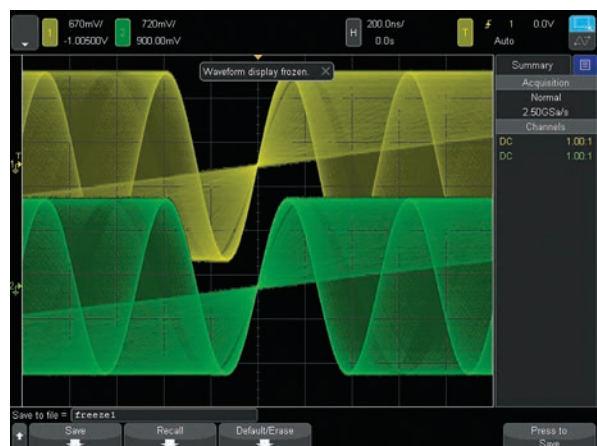 1 670mV/ 2 720mV/ H 200.0ns/ T 1 0.0V
-1.00500V 900.00mV 0.0s Auto
Waveform display frozen.
Summary
Acquisition
Normal
2.50GSa/s
Channels
DC 1.00:1
DC 1.00:1
T
1
2
Save to file = freeze1
Save Recall Default/Erase Press to
Save